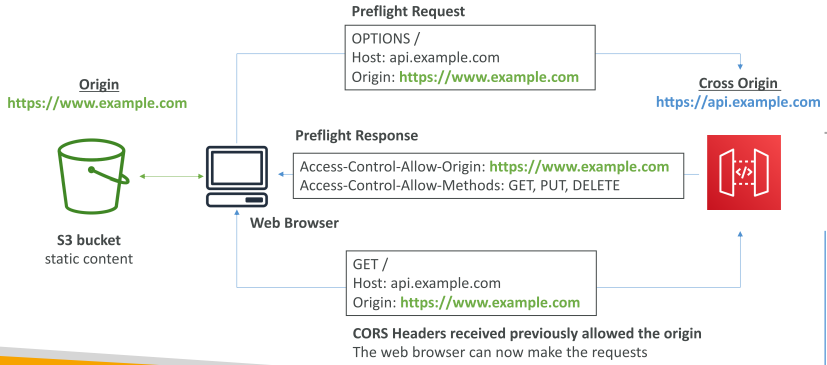 Preflight Request
OPTIONS /
Host: api.example.com
Origin: https://www.example.com
Origin
https://www.example.com
Cross Origin
https://api.example.com
Preflight Response
Access-Control-Allow-Origin: https://www.example.com
Access-Control-Allow-Methods: GET, PUT, DELETE
</>
Web Browser
S3 bucket
static content
GET /
Host: api.example.com
Origin: https://www.example.com
CORS Headers received previously allowed the origin
The web browser can now make the requests